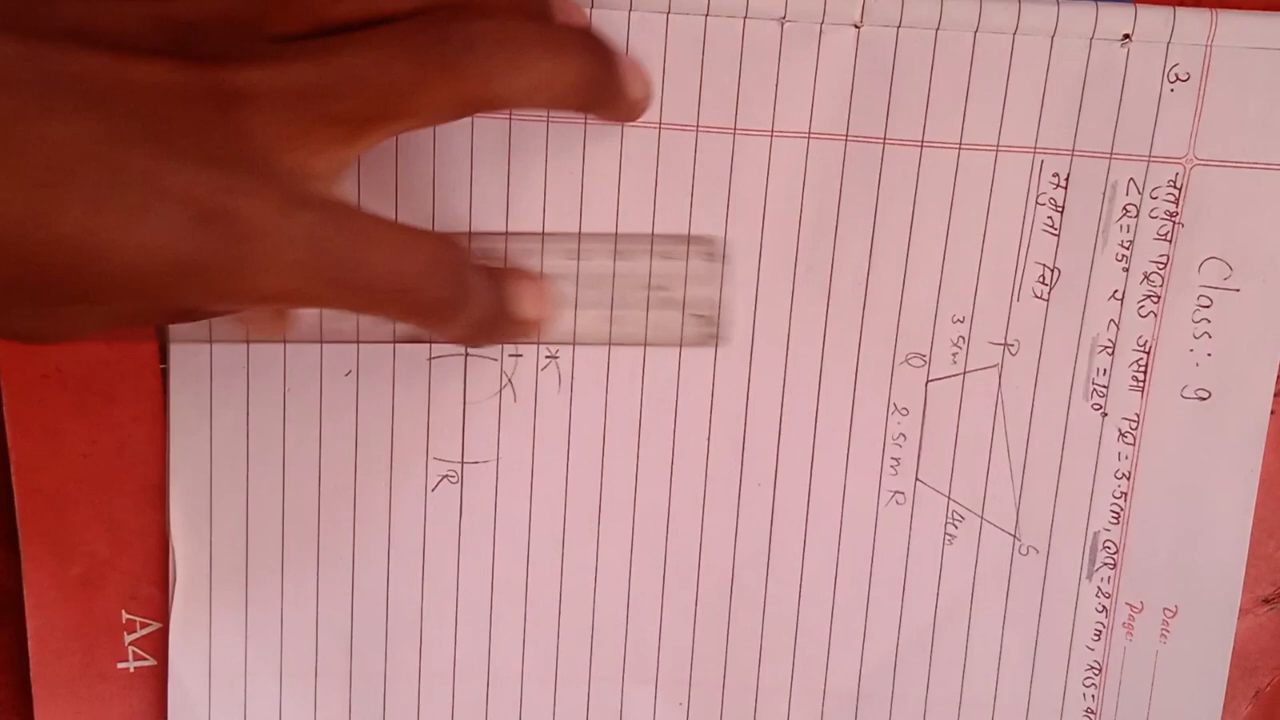 Class:- 9
Date:
Page:
3. चतुर्भुज PQRS जसमा PQ = 3.5cm, QR = 2.5cm, RS = 4c
∠Q = 75° र ∠R = 120°
नमुना चित्र
P
S
3.5cm
4cm
Q
2.5cm
R
R
A4